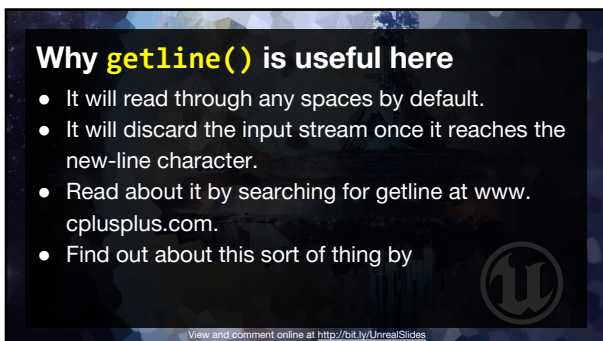 Why getline() is useful here
● It will read through any spaces by default.
● It will discard the input stream once it reaches the
new-line character.
● Read about it by searching for getline at www.
cplusplus.com.
● Find out about this sort of thing by
View and comment online at http://bit.ly/UnrealSlides